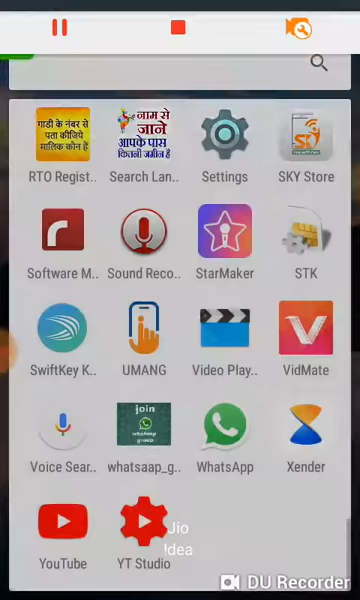 गाडी के नंबर से
पता कीजिये
मालिक कौन हैं
नाम से
जाने
आपके पास
कितनी जमीन है
SKY
RTO Regist..
Search Lan..
Settings
SKY Store
Software M..
Sound Reco..
StarMaker
STK
SwiftKey K..
UMANG
Video Play..
VidMate
join
whatsapp
group
Voice Sear..
whatsaap_g..
WhatsApp
Xender
YouTube
YT Studio
Jio
!dea
DU Recorder